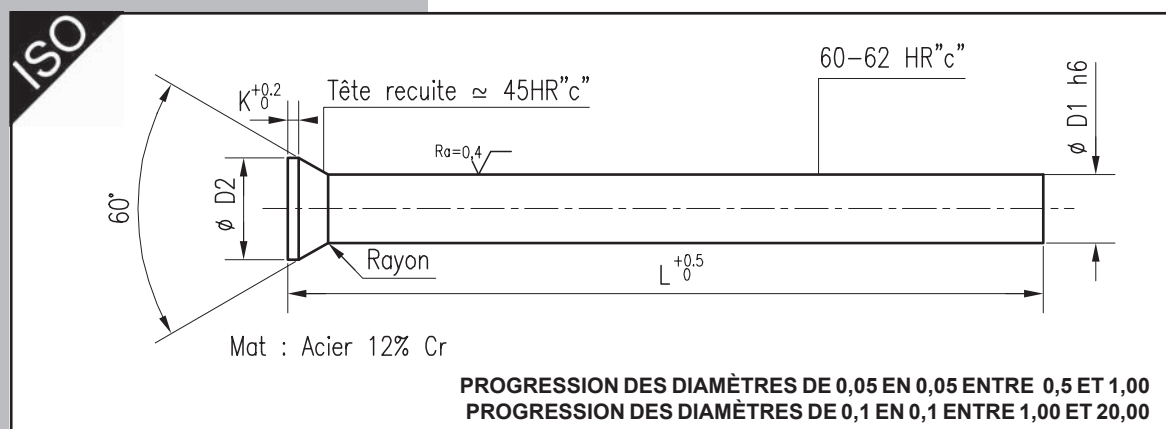 ISO
K +0.2 0
Tête recuite ≃ 45HR"c"
60-62 HR"c"
ϕ D1 h6
Ra=0,4
60°
ϕ D2
Rayon
L +0.5 0
Mat : Acier 12% Cr
PROGRESSION DES DIAMÈTRES DE 0,05 EN 0,05 ENTRE 0,5 ET 1,00
PROGRESSION DES DIAMÈTRES DE 0,1 EN 0,1 ENTRE 1,00 ET 20,00